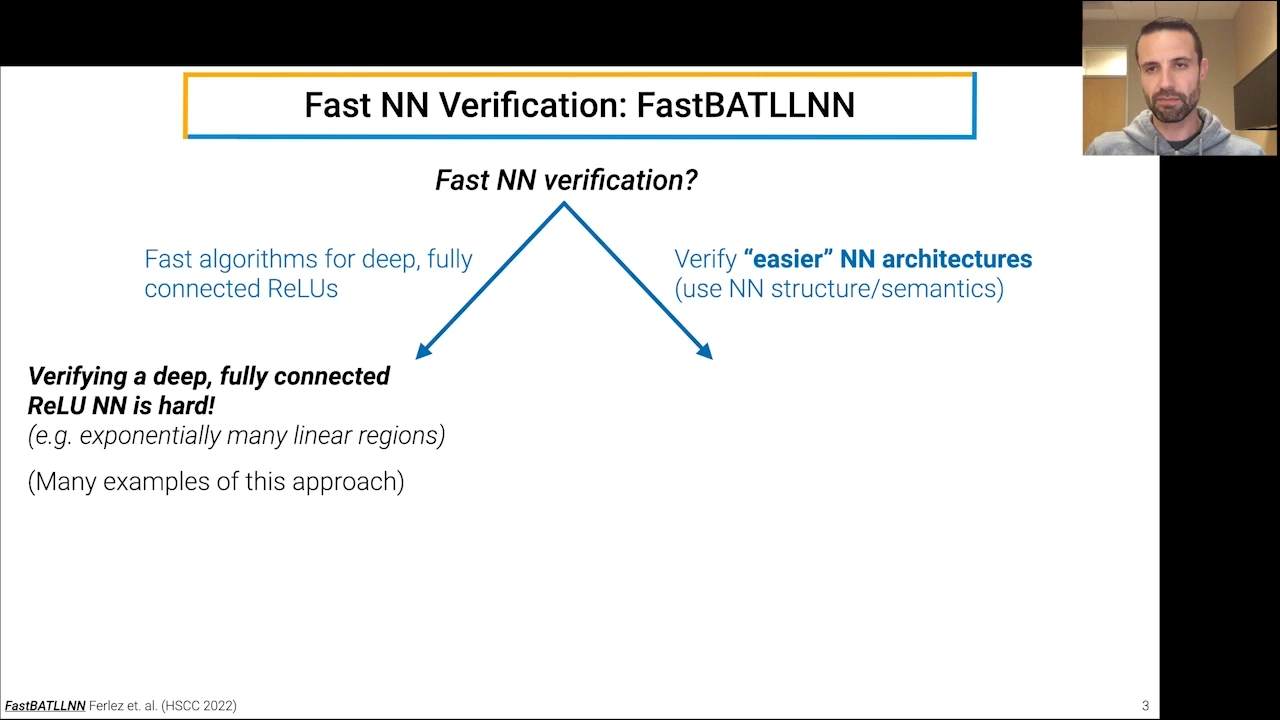 Fast NN Verification: FastBATLLNN
Fast NN verification?
Fast algorithms for deep, fully
connected ReLUs
Verify “easier” NN architectures
(use NN structure/semantics)
Verifying a deep, fully connected
ReLU NN is hard!
(e.g. exponentially many linear regions)
(Many examples of this approach)
FastBATLLNN Ferlez et. al. (HSCC 2022)
3